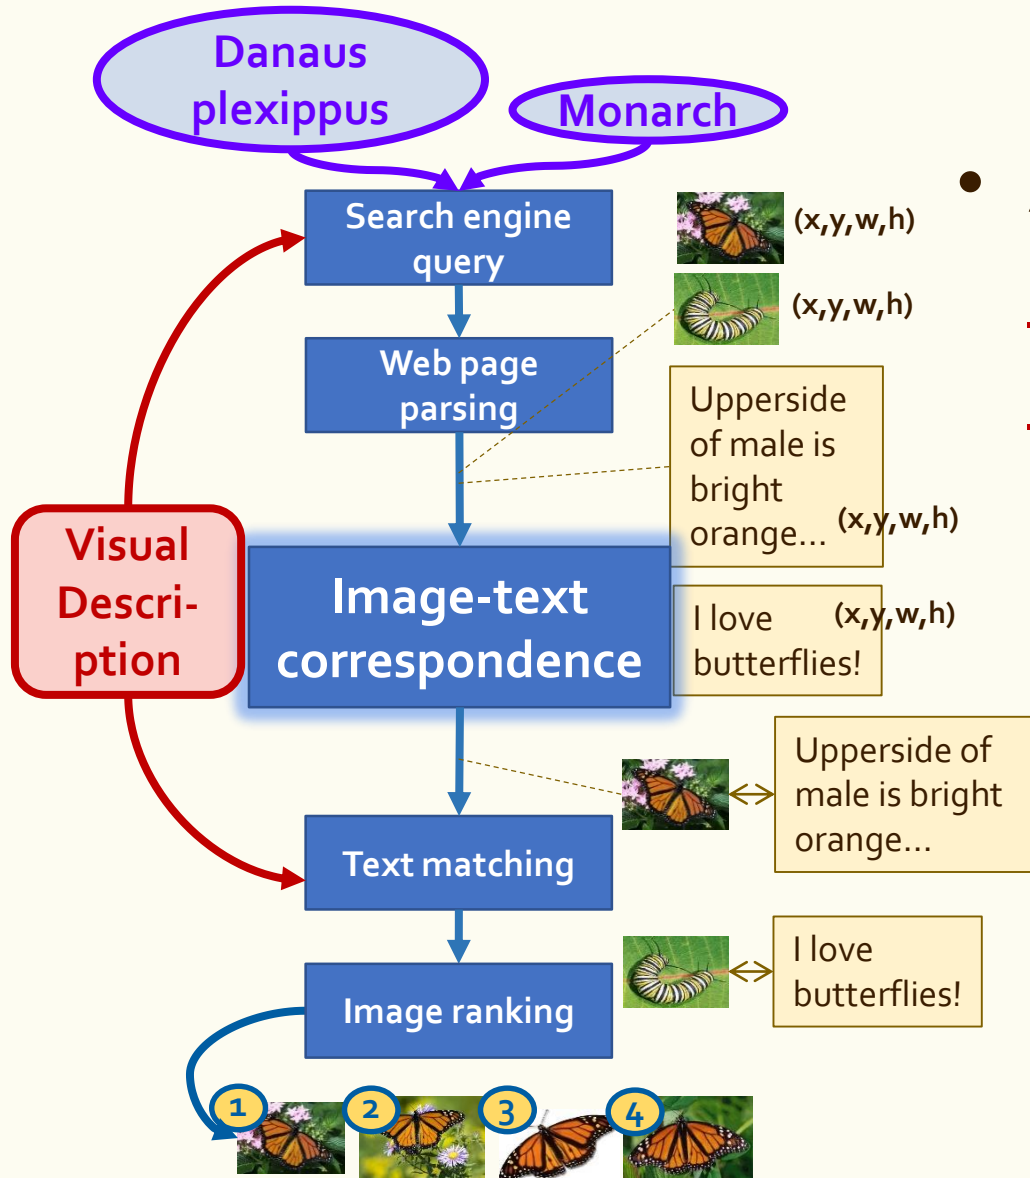 Danaus
plexippus
Monarch
Search engine
query
(x,y,w,h)
(x,y,w,h)
Web page
parsing
Upperside
of male is
bright
orange...
(x,y,w,h)
Visual
Descri-
ption
Image-text
correspondence
I love
butterflies!
(x,y,w,h)
Upperside of
male is bright
orange...
Text matching
I love
butterflies!
Image ranking
1
2
3
4